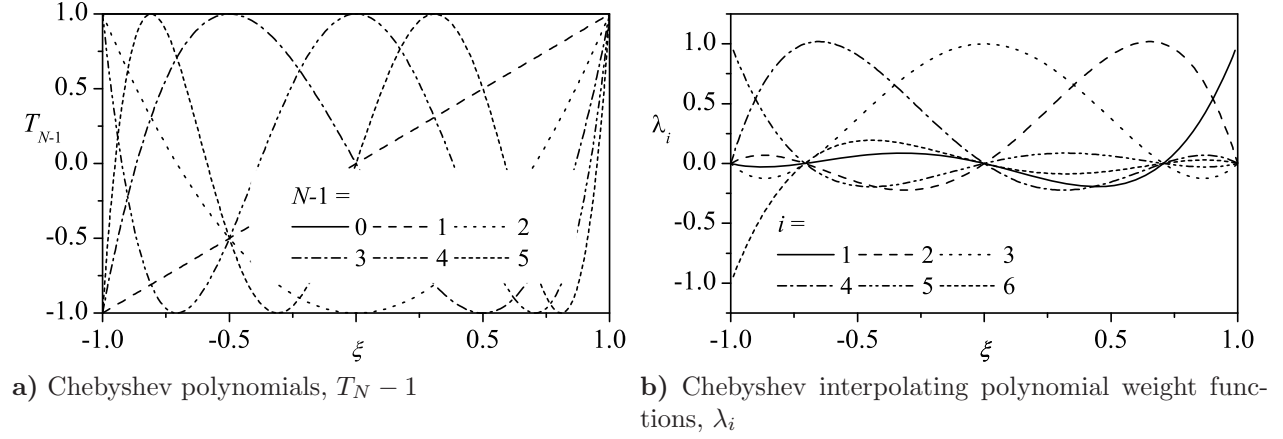 1.0
0.5
T_{N-1}
0.0
-0.5
-1.0
N-1 =
0 1 2
3 4 5
-1.0 -0.5 0.0 0.5 1.0
ξ
a) Chebyshev polynomials, T_N − 1
1.0
0.5
λ_i
0.0
-0.5
-1.0
i =
1 2 3
4 5 6
-1.0 -0.5 0.0 0.5 1.0
ξ
b) Chebyshev interpolating polynomial weight func-
tions, λ_i